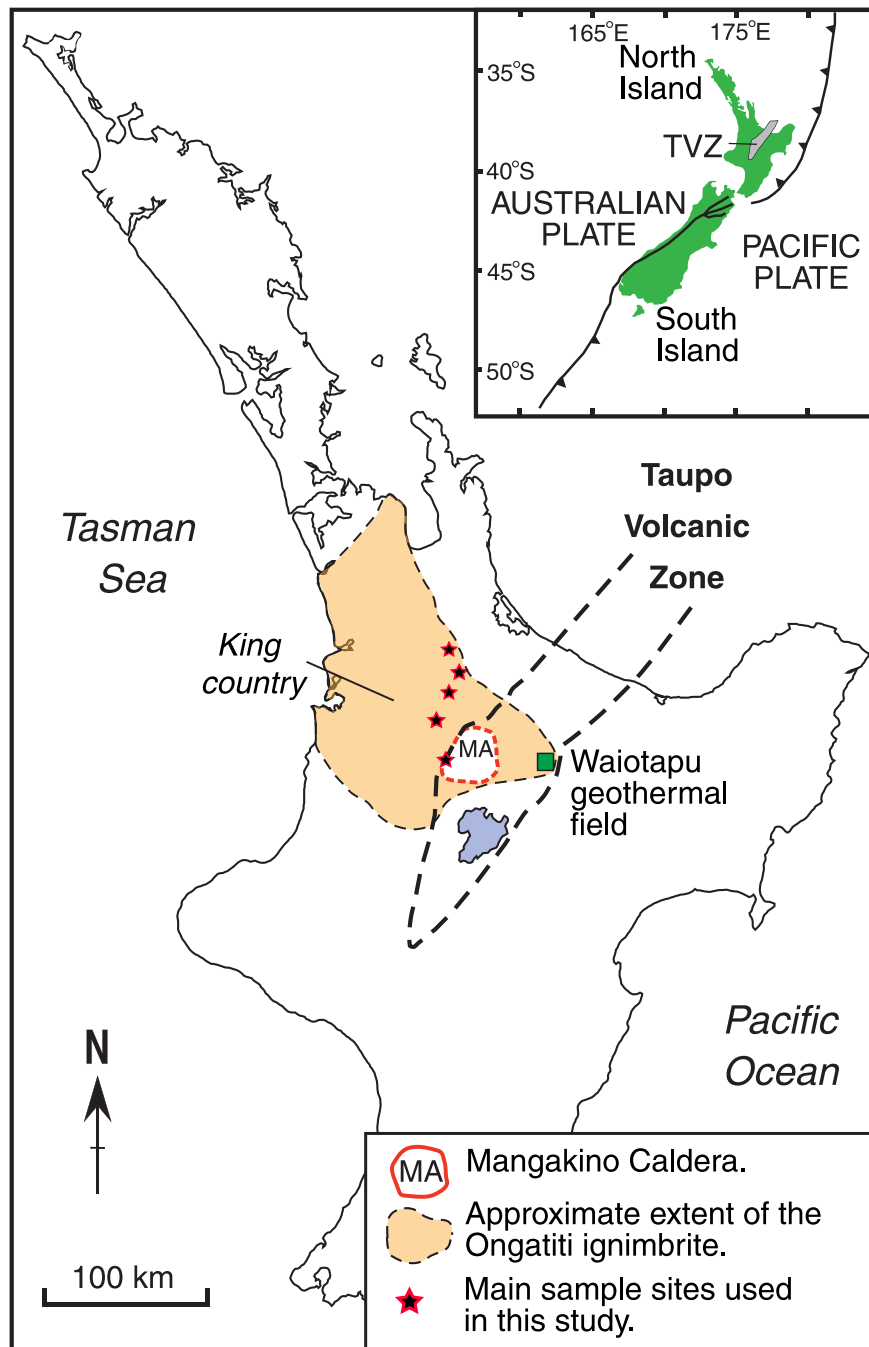 165°E
175°E
35°S
40°S
45°S
50°S
North
Island
TVZ
AUSTRALIAN
PLATE
PACIFIC
PLATE
South
Island
Taupo
Volcanic
Zone
Tasman
Sea
King
country
MA
Waiotapu
geothermal
field
Pacific
Ocean
N
100 km
MA
Mangakino Caldera.
Approximate extent of the
Ongatiti ignimbrite.
Main sample sites used
in this study.